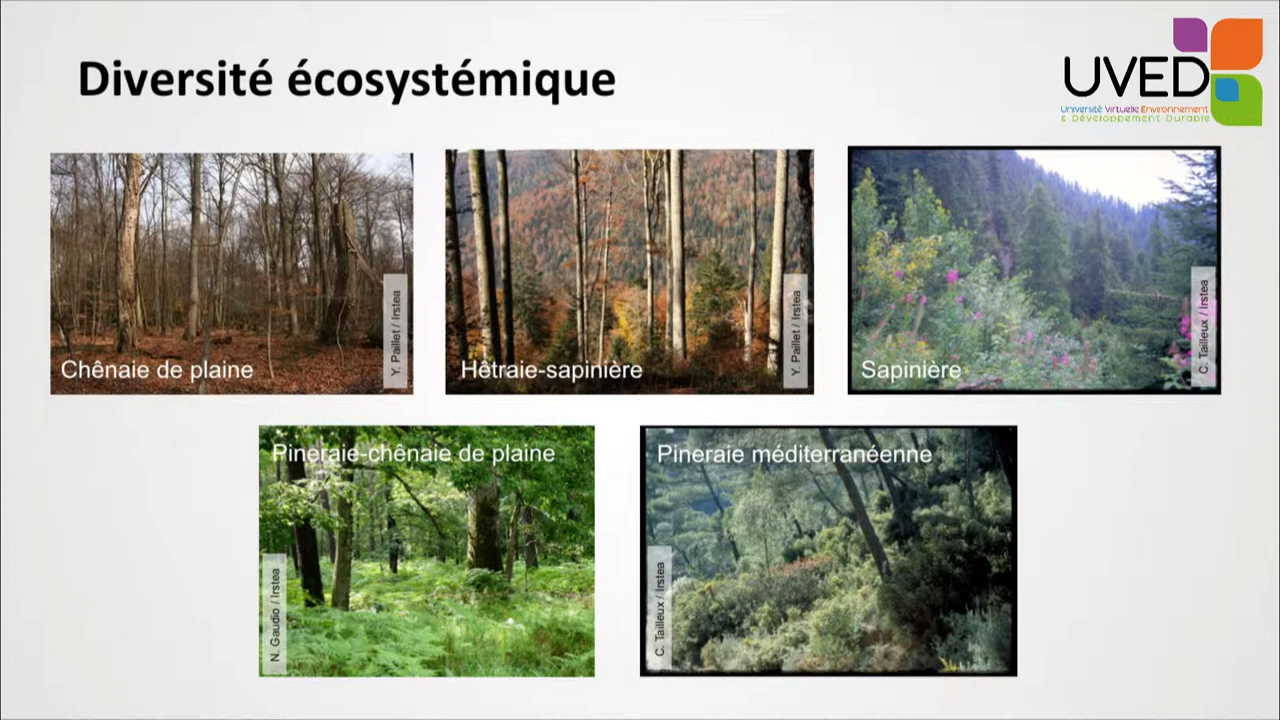 Diversité écosystémique
UVED
Université Virtuelle Environnement
& Développement Durable
Chênaie de plaine
Y. Paillet / Irstea
Hêtraie-sapinière
Y. Paillet / Irstea
Sapinière
C. Tailleux / Irstea
Pineraie-chênaie de plaine
N. Gaudio / Irstea
Pineraie méditerranéenne
C. Tailleux / Irstea